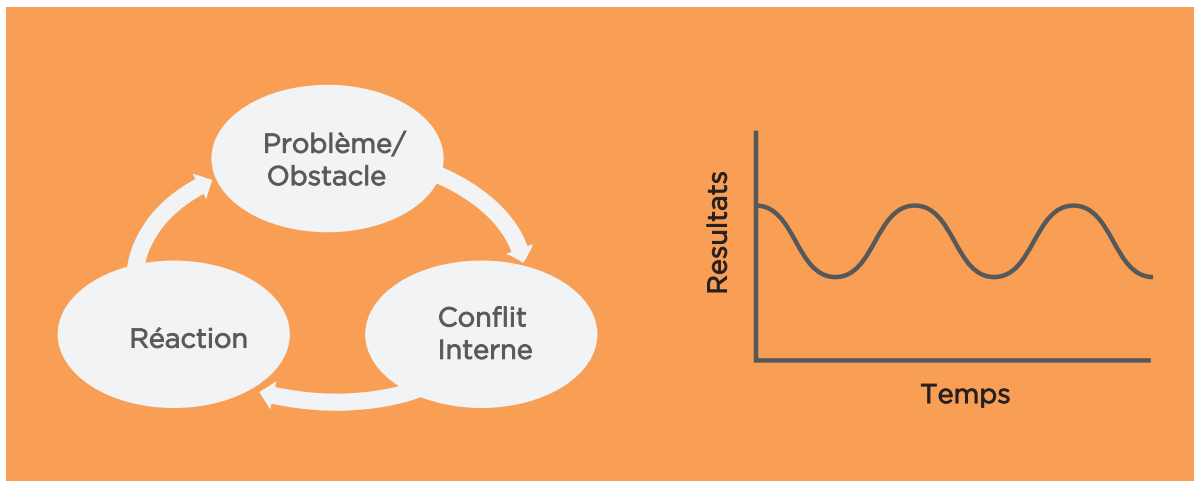 Problème/
Obstacle
Conflit
Interne
Réaction
Resultats
Temps